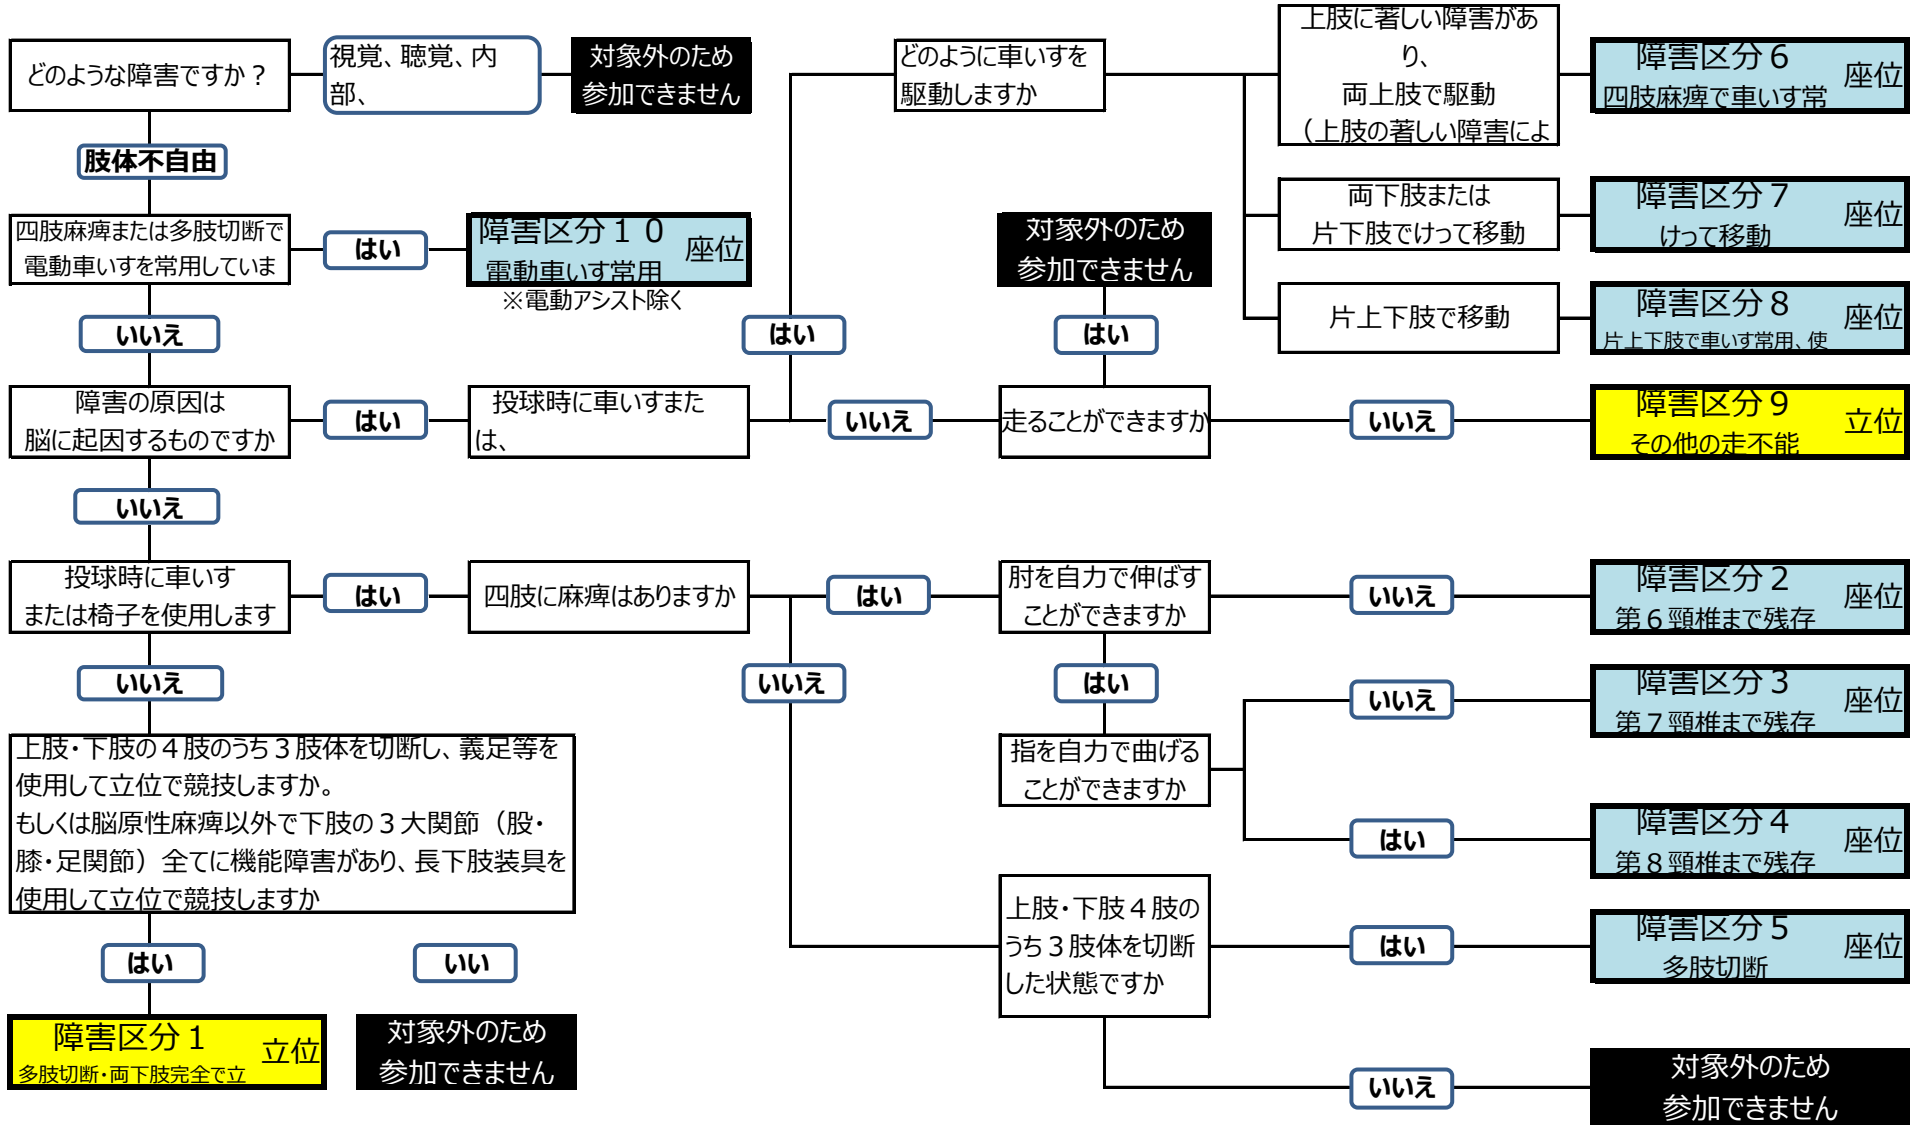 どのような障害ですか？
視覚、聴覚、内
部、
対象外のため
参加できません
肢体不自由
四肢麻痺または多肢切断で
電動車いすを常用していま
はい
障害区分１０
電動車いす常用
座位
※電動アシスト除く
いいえ
障害の原因は
脳に起因するものですか
はい
投球時に車いすまた
は、
はい
どのように車いすを
駆動しますか
上肢に著しい障害があ
り、
両上肢で駆動
（上肢の著しい障害によ
障害区分６
四肢麻痺で車いす常
座位
両下肢または
片下肢でけって移動
障害区分７
けって移動
座位
片上下肢で移動
障害区分８
片上下肢で車いす常用、使
座位
いいえ
走ることができますか
はい
対象外のため
参加できません
いいえ
障害区分９
その他の走不能
立位
いいえ
投球時に車いす
または椅子を使用します
はい
四肢に麻痺はありますか
はい
肘を自力で伸ばす
ことができますか
いいえ
障害区分２
第６頸椎まで残存
座位
はい
指を自力で曲げる
ことができますか
いいえ
障害区分３
第７頸椎まで残存
座位
はい
障害区分４
第８頸椎まで残存
座位
いいえ
上肢・下肢４肢の
うち３肢体を切断
した状態ですか
はい
障害区分５
多肢切断
座位
いいえ
対象外のため
参加できません
いいえ
上肢・下肢の４肢のうち３肢体を切断し、義足等を
使用して立位で競技しますか。
もしくは脳原性麻痺以外で下肢の３大関節（股・
膝・足関節）全てに機能障害があり、長下肢装具を
使用して立位で競技しますか
はい
いい
障害区分１
多肢切断・両下肢完全で立
立位
対象外のため
参加できません